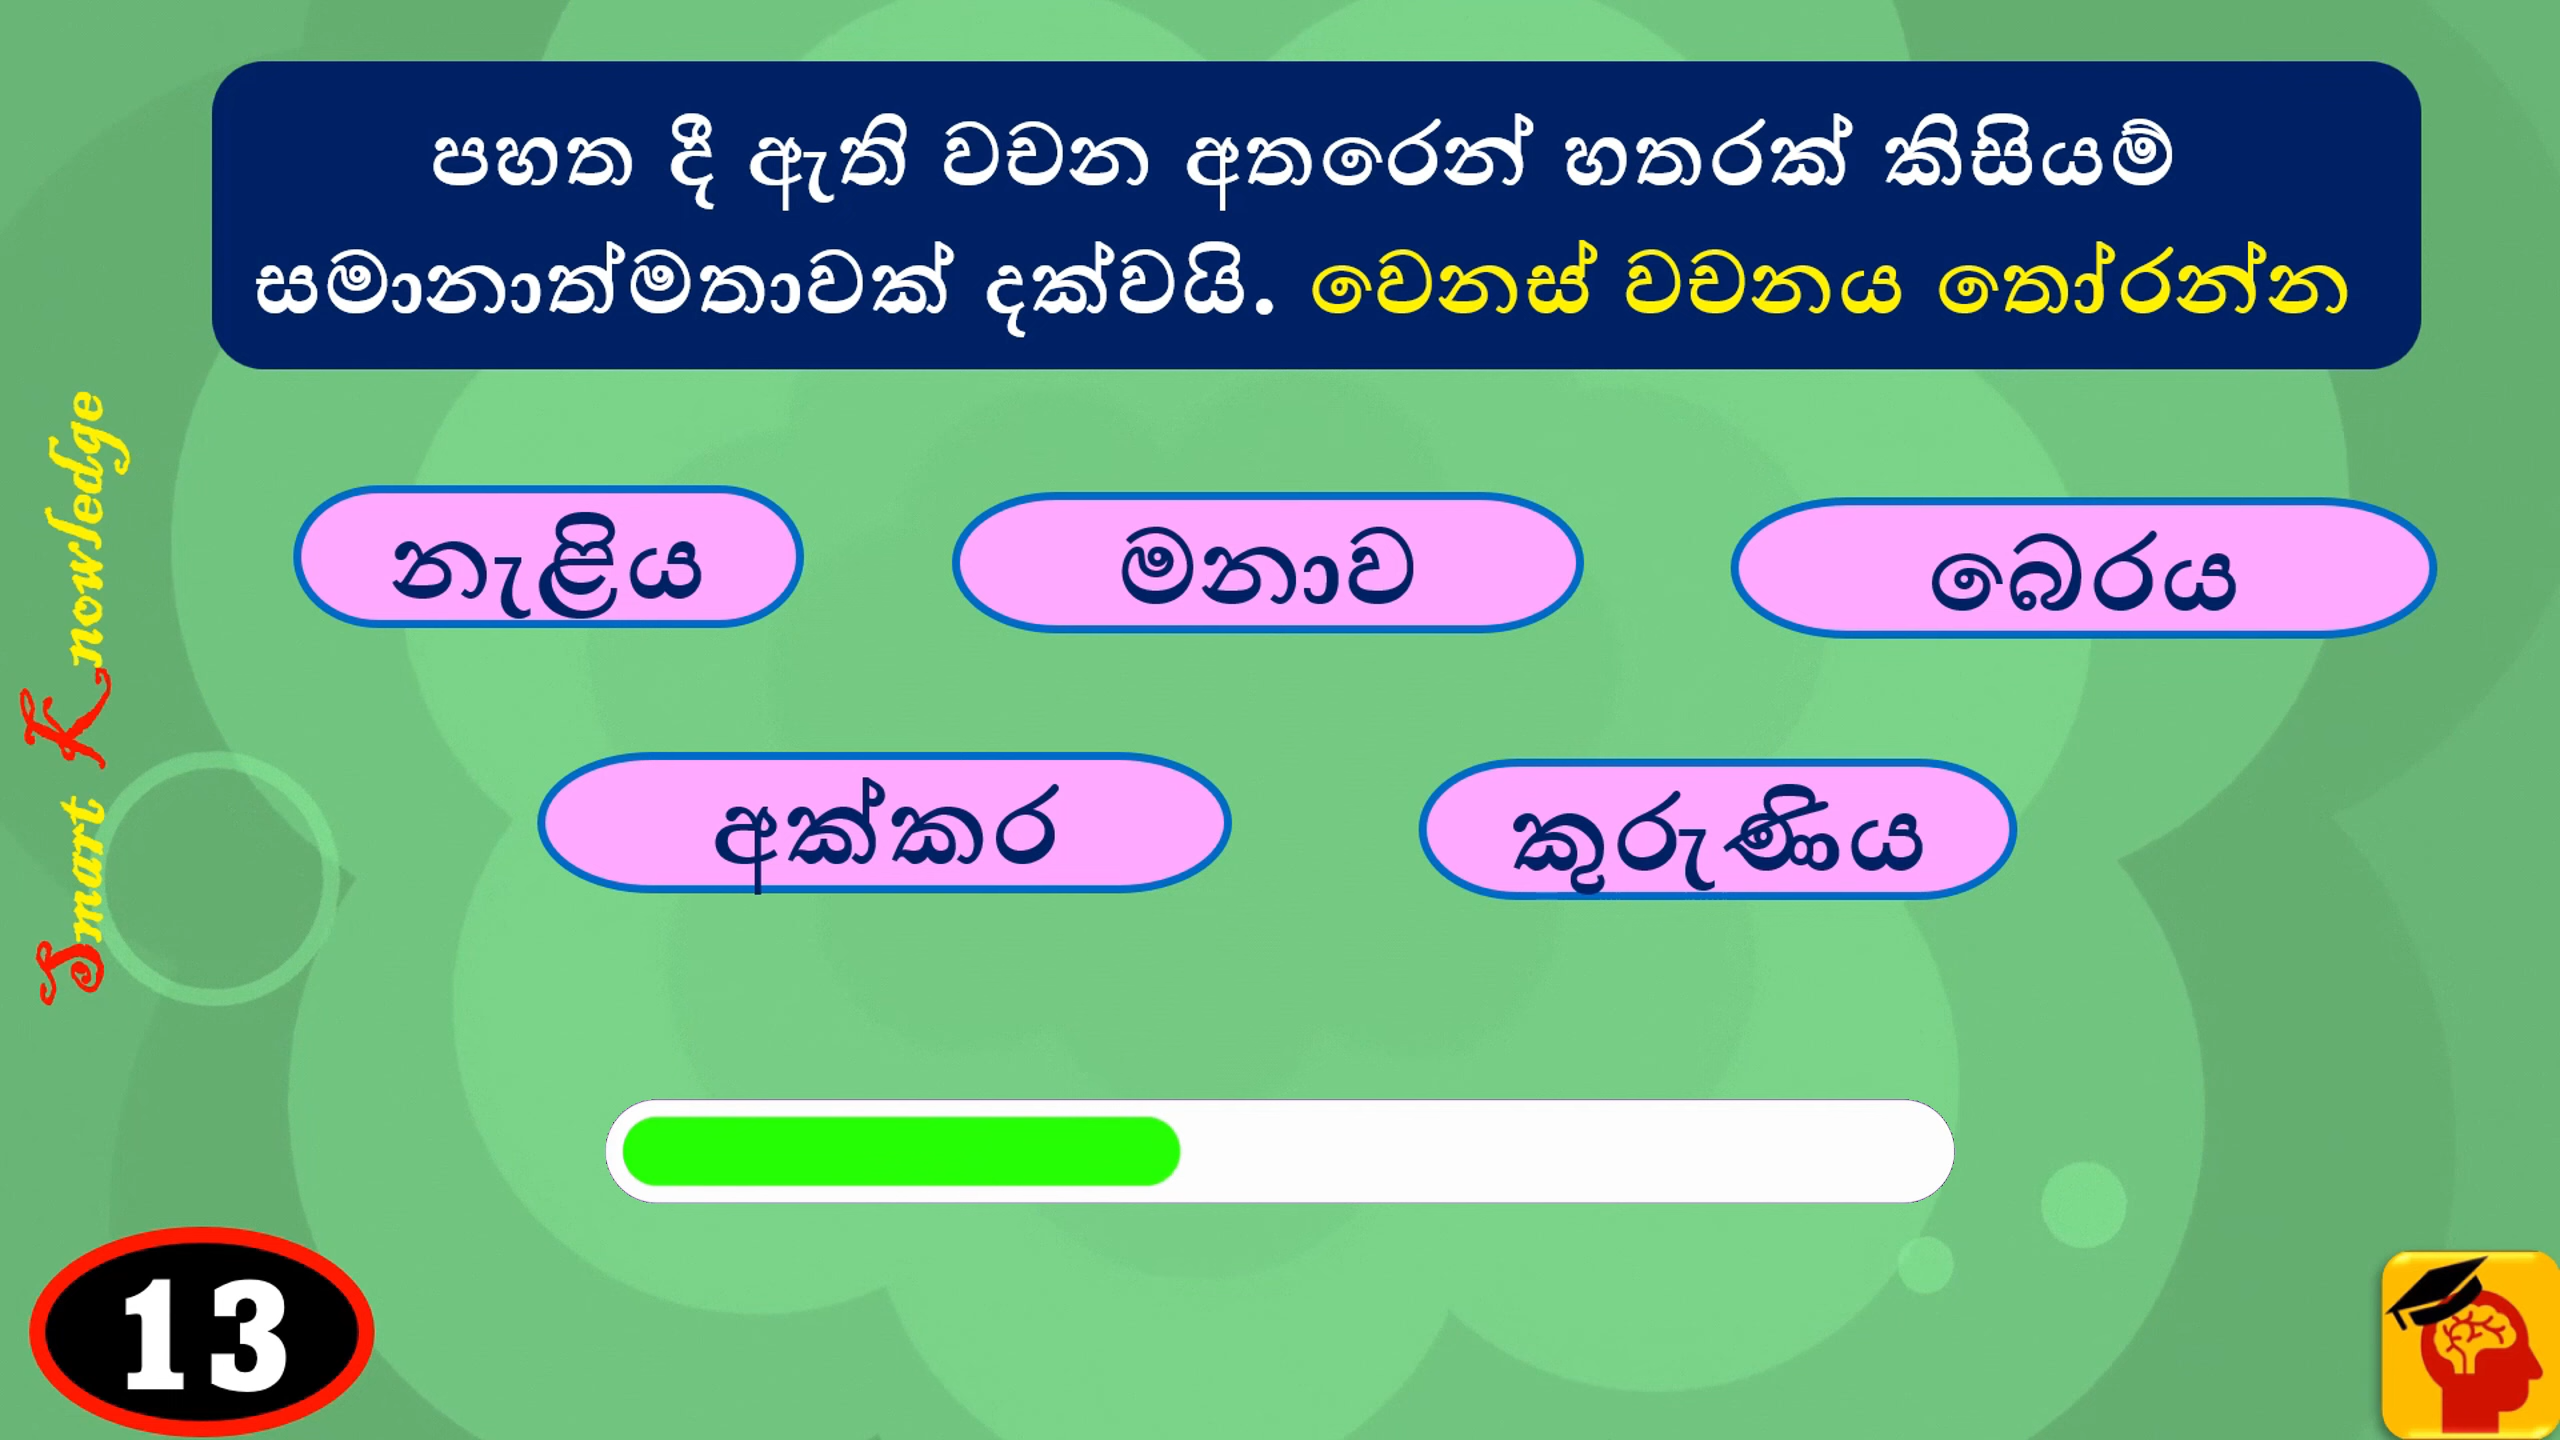 පහත දී ඇති වචන අතරෙන් හතරක් කිසියම්
සමානාත්මතාවක් දක්වයි. වෙනස් වචනය තෝරන්න
නැළිය
මනාව
බෙරය
අක්කර
කුරුණිය
Smart Knowledge
13